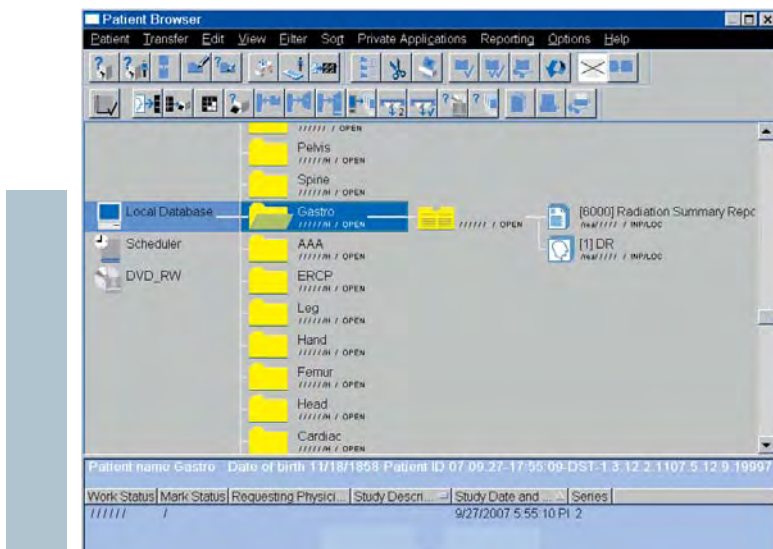 Patient Browser
Patient Transfer Edit View Filter Sort Private Applications Reporting Options Help
////// / OPEN
Pelvis
//////H / OPEN
Spine
//////H / OPEN
Local Database
Gastro
//////H / OPEN
////// / OPEN
[6000] Radiation Summary Repc
/INP/LOC
Scheduler
AAA
//////H / OPEN
[1] DR
/INP/LOC
DVD_RW
ERCP
//////H / OPEN
Leg
//////H / OPEN
Hand
//////H / OPEN
Femur
//////H / OPEN
Head
//////H / OPEN
Cardiac
//////H / OPEN
Patient name Gastro Date of birth 11/18/1858 Patient ID 07.09.27-17:55:09-DST-1.3.12.2.1107.5.12.9.19997
Work Status Mark Status Requesting Physici... Study Descri... Study Date and ... Series
////// / 9/27/2007 5:55:10 PI 2